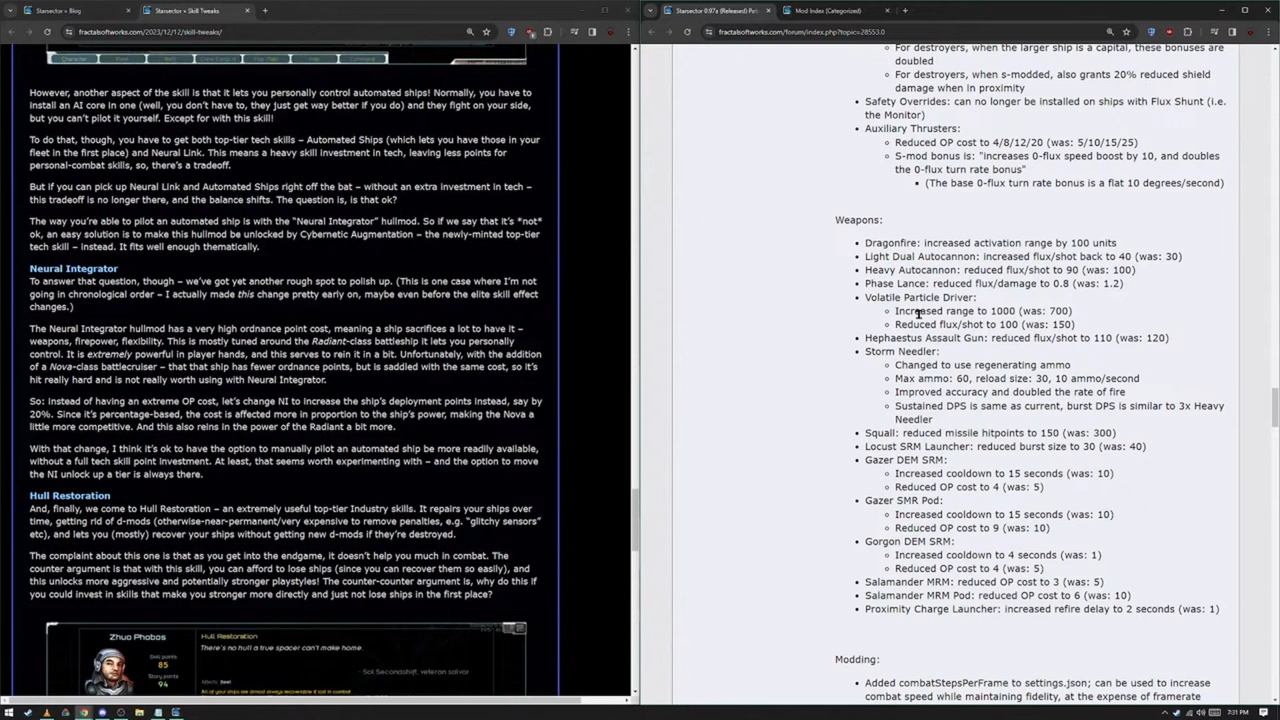 Starsector » Blog
Starsector » Skill Tweaks
fractalsoftworks.com/2023/12/12/skill-tweaks/
However, another aspect of the skill is that it lets you personally control automated ships! Normally, you have to
install an AI core in one (well, you don't have to, they just get way better if you do) and they fight on your side,
but you can't pilot it yourself. Except for with this skill!
To do that, though, you have to get both top-tier tech skills – Automated Ships (which lets you have those in your
fleet in the first place) and Neural Link. This means a heavy skill investment in tech, leaving less points for
personal-combat skills, so, there's a tradeoff.
But if you can pick up Neural Link and Automated Ships right off the bat – without an extra investment in tech –
this tradeoff is no longer there, and the balance shifts. The question is, is that ok?
The way you're able to pilot an automated ship is with the "Neural Integrator" hullmod. So if we say that it's *not*
ok, an easy solution is to make this hullmod be unlocked by Cybernetic Augmentation – the newly-minted top-tier
tech skill – instead. It fits well enough thematically.
Neural Integrator
To answer that question, though – we've got yet another rough spot to polish up. (This is one case where I'm not
going in chronological order – I actually made this change pretty early on, maybe even before the elite skill effect
changes.)
The Neural Integrator hullmod has a very high ordnance point cost, meaning a ship sacrifices a lot to have it –
weapons, firepower, flexibility. This is mostly tuned around the Radiant-class battleship it lets you personally
control. It is extremely powerful in player hands, and this serves to rein it in a bit. Unfortunately, with the addition
of a Nova-class battlecruiser – that that ship has fewer ordnance points, but is saddled with the same cost, so it's
hit really hard and is not really worth using with Neural Integrator.
So: Instead of having an extreme OP cost, let's change NI to increase the ship's deployment points instead, say by
20%. Since it's percentage-based, the cost is affected more in proportion to the ship's power, making the Nova a
little more competitive. And this also reins in the power of the Radiant a bit more.
With that change, I think it's ok to have the option to manually pilot an automated ship be more readily available,
without a full tech skill point investment. At least, that seems worth experimenting with – and the option to move
the NI unlock up a tier is always there.
Hull Restoration
And, finally, we come to Hull Restoration – an extremely useful top-tier Industry skills. It repairs your ships over
time, getting rid of d-mods (otherwise-near-permanent/very expensive to remove penalties, e.g. "glitchy sensors"
etc), and lets you (mostly) recover your ships without getting new d-mods if they're destroyed.
The complaint about this one is that as you get into the endgame, it doesn't help you much in combat. The
counter argument is that with this skill, you can afford to lose ships (since you can recover them so easily), and
this unlocks more aggressive and potentially stronger playstyles! The counter-counter argument is, why do this if
you could invest in skills that make you stronger more directly and just not lose ships in the first place?
Zhuo Phobos
Skill points
85
Story points
94
Hull Restoration
There's no hull a true spacer can't make home.
- Sol Secondshift, veteran salvor
Starsector 0.97a (Released) Pat
Mod Index (Categorized)
fractalsoftworks.com/forum/index.php?topic=28553.0
For destroyers, when the larger ship is a capital, these bonuses are
doubled
For destroyers, when s-modded, also grants 20% reduced shield
damage when in proximity
Safety Overrides: can no longer be installed on ships with Flux Shunt (i.e.
the Monitor)
Auxiliary Thrusters:
Reduced OP cost to 4/8/12/20 (was: 5/10/15/25)
S-mod bonus is: "increases 0-flux speed boost by 10, and doubles
the 0-flux turn rate bonus"
(The base 0-flux turn rate bonus is a flat 10 degrees/second)
Weapons:
Dragonfire: increased activation range by 100 units
Light Dual Autocannon: increased flux/shot back to 40 (was: 30)
Heavy Autocannon: reduced flux/shot to 90 (was: 100)
Phase Lance: reduced flux/damage to 0.8 (was: 1.2)
Volatile Particle Driver:
Increased range to 1000 (was: 700)
Reduced flux/shot to 100 (was: 150)
Hephaestus Assault Gun: reduced flux/shot to 110 (was: 120)
Storm Needler:
Changed to use regenerating ammo
Max ammo: 60, reload size: 30, 10 ammo/second
Improved accuracy and doubled the rate of fire
Sustained DPS is same as current, burst DPS is similar to 3x Heavy
Needler
Squall: reduced missile hitpoints to 150 (was: 300)
Locust SRM Launcher: reduced burst size to 30 (was: 40)
Gazer DEM SRM:
Increased cooldown to 15 seconds (was: 10)
Reduced OP cost to 4 (was: 5)
Gazer SMR Pod:
Increased cooldown to 15 seconds (was: 10)
Reduced OP cost to 9 (was: 10)
Gorgon DEM SRM:
Increased cooldown to 4 seconds (was: 1)
Reduced OP cost to 4 (was: 5)
Salamander MRM: reduced OP cost to 3 (was: 5)
Salamander MRM Pod: reduced OP cost to 6 (was: 10)
Proximity Charge Launcher: increased refire delay to 2 seconds (was: 1)
Modding:
Added combatStepsPerFrame to settings.json; can be used to increase
combat speed while maintaining fidelity, at the expense of framerate
7:31 PM